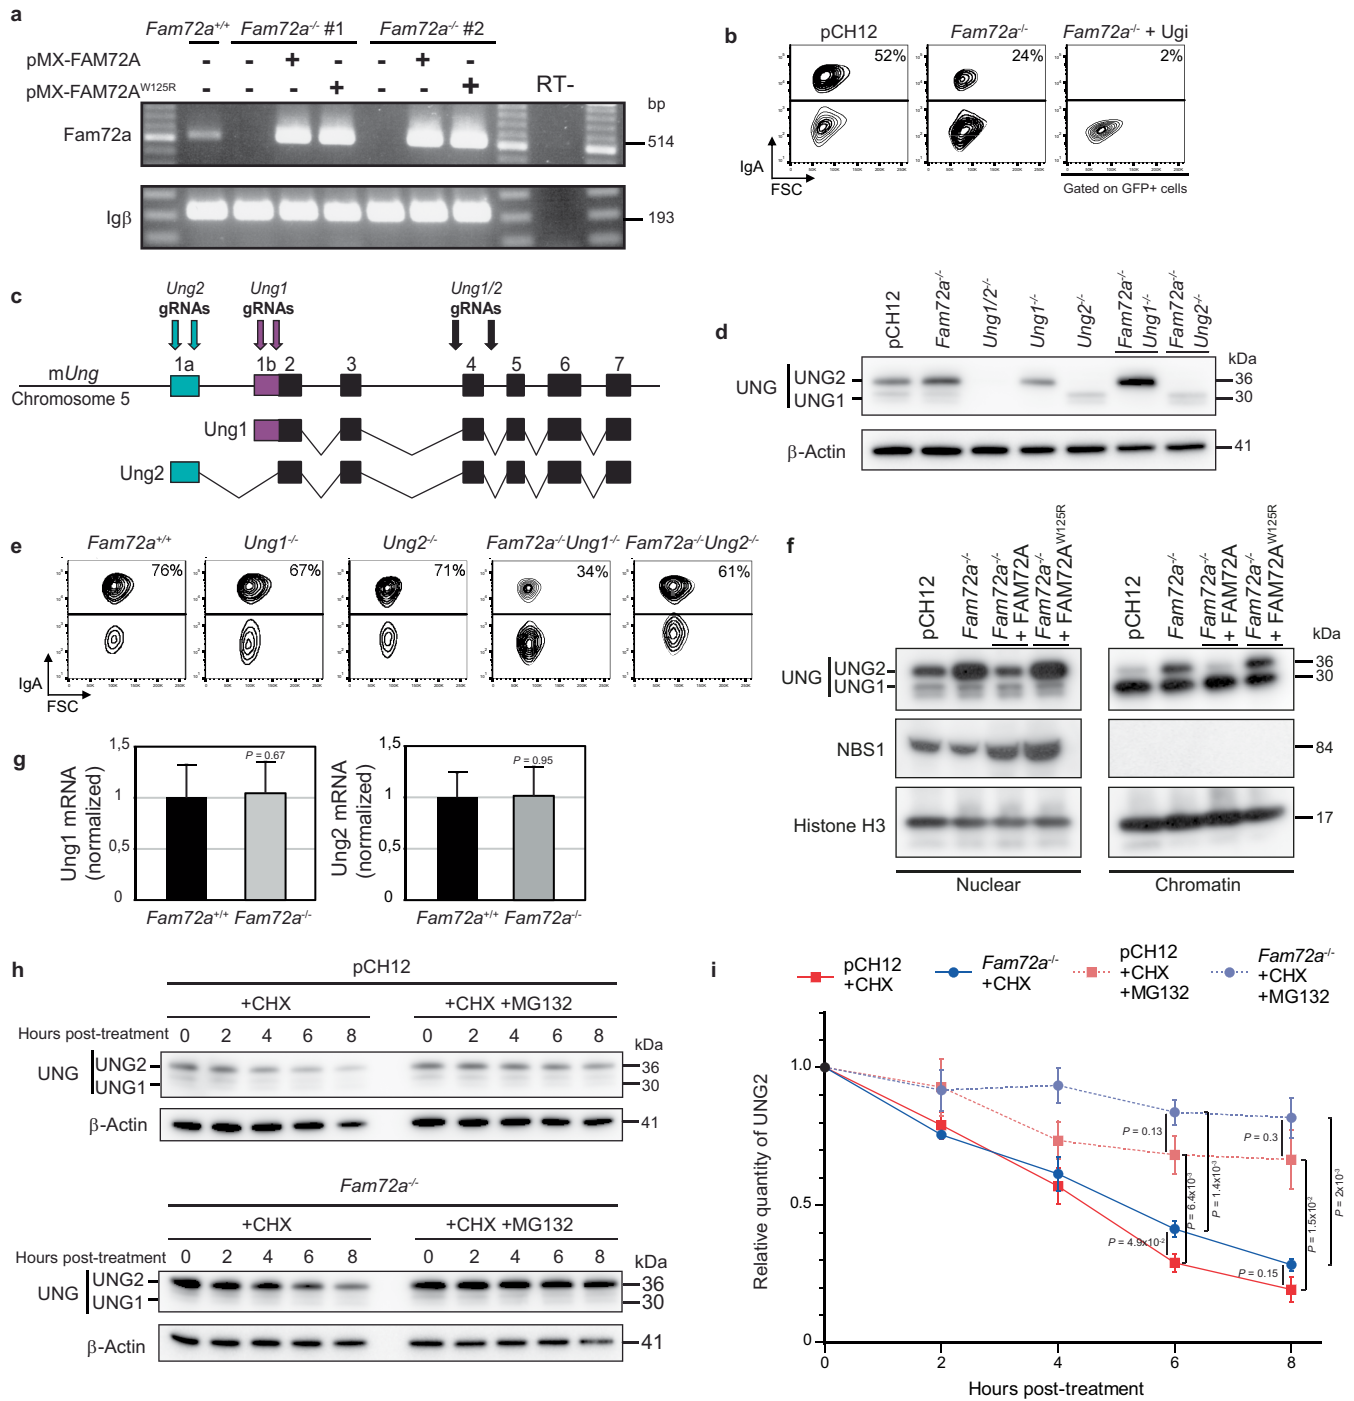 a
Fam72a+/+ Fam72a-/- #1 Fam72a-/- #2
pMX-FAM72A - - + - - + -
pMX-FAM72AW125R - - - + - - + RT-
bp
Fam72a
514
Igβ
193
b
pCH12 Fam72a-/- Fam72a-/- + Ugi
52% 24% 2%
IgA
FSC
Gated on GFP+ cells
c
Ung2 gRNAs
Ung1 gRNAs
Ung1/2 gRNAs
1a 1b 2 3 4 5 6 7
mUng
Chromosome 5
Ung1
Ung2
d
pCH12 Fam72a-/- Ung1/2-/- Ung1-/- Ung2-/- Fam72a-/- Ung1-/- Fam72a-/- Ung2-/-
kDa
UNG UNG2 36
UNG1 30
β-Actin 41
e
Fam72a+/+ Ung1-/- Ung2-/- Fam72a-/-Ung1-/- Fam72a-/-Ung2-/-
76% 67% 71% 34% 61%
IgA
FSC
f
pCH12 Fam72a-/- Fam72a-/- + FAM72A Fam72a-/- + FAM72AW125R
pCH12 Fam72a-/- Fam72a-/- + FAM72A Fam72a-/- + FAM72AW125R
kDa
UNG UNG2 36
UNG1 30
NBS1 84
Histone H3 17
Nuclear Chromatin
g
Ung1 mRNA (normalized)
1,5
1
0,5
0
P = 0.67
Fam72a+/+ Fam72a-/-
Ung2 mRNA (normalized)
1,5
1
0,5
0
P = 0.95
Fam72a+/+ Fam72a-/-
h
pCH12
+CHX +CHX +MG132
Hours post-treatment 0 2 4 6 8 0 2 4 6 8
kDa
UNG UNG2 36
UNG1 30
β-Actin 41
Fam72a-/-
+CHX +CHX +MG132
Hours post-treatment 0 2 4 6 8 0 2 4 6 8
kDa
UNG UNG2 36
UNG1 30
β-Actin 41
i
pCH12 +CHX
Fam72a-/- +CHX
pCH12 +CHX +MG132
Fam72a-/- +CHX +MG132
Relative quantity of UNG2
1.0
0.5
0
0 2 4 6 8
Hours post-treatment
P = 0.13
P = 0.3
P = 6.4x10-3
P = 1.4x10-3
P = 4.9x10-2
P = 0.15
P = 1.5x10-2
P = 2x10-3